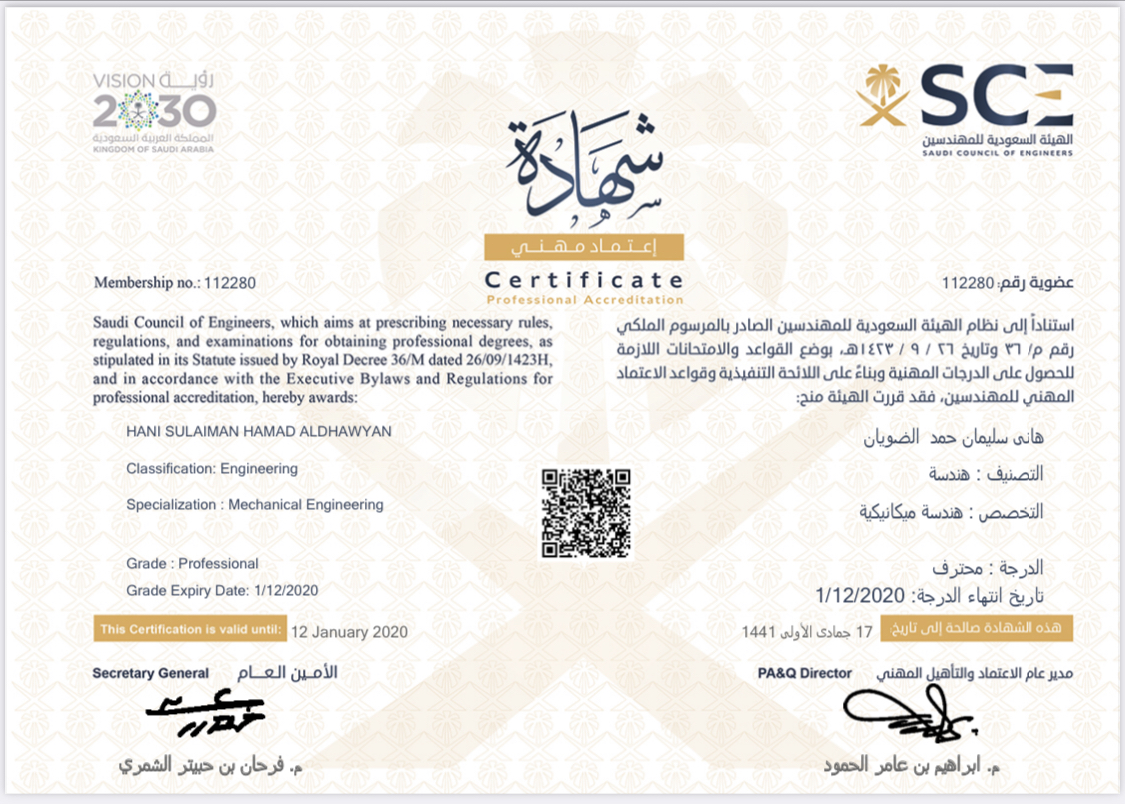 VISION رؤيــة
2030
المملكة العربية السعودية
KINGDOM OF SAUDI ARABIA
SCE
الهيئة السعودية للمهندسين
SAUDI COUNCIL OF ENGINEERS
شهادة
إعـتـمـاد مـهـنـي
Certificate
Professional Accreditation
Membership no.: 112280
عضوية رقم: 112280
Saudi Council of Engineers, which aims at prescribing necessary rules,
regulations, and examinations for obtaining professional degrees, as
stipulated in its Statute issued by Royal Decree 36/M dated 26/09/1423H,
and in accordance with the Executive Bylaws and Regulations for
professional accreditation, hereby awards:
استناداً إلى نظام الهيئة السعودية للمهندسين الصادر بالمرسوم الملكي
رقم م/ ٣٦ وتاريخ ٢٦ / ٩ / ١٤٢٣هـ، بوضع القواعد والامتحانات اللازمة
للحصول على الدرجات المهنية وبناءً على اللائحة التنفيذية وقواعد الاعتماد
المهني للمهندسين، فقد قررت الهيئة منح:
HANI SULAIMAN HAMAD ALDHAWYAN
Classification: Engineering
Specialization : Mechanical Engineering
Grade : Professional
Grade Expiry Date: 1/12/2020
هانى سليمان حمد الضويان
التصنيف : هندسة
التخصص : هندسة ميكانيكية
الدرجة : محترف
تاريخ انتهاء الدرجة: 1/12/2020
This Certification is valid until: 12 January 2020
هذه الشهادة صالحة إلى تاريخ: 17 جمادى الأولى 1441
Secretary General الأمـين العـــام
PA&Q Director مدير عام الاعتماد والتأهيل المهني
م. فرحان بن حبيتر الشمري
م. ابراهيم بن عامر الحمود